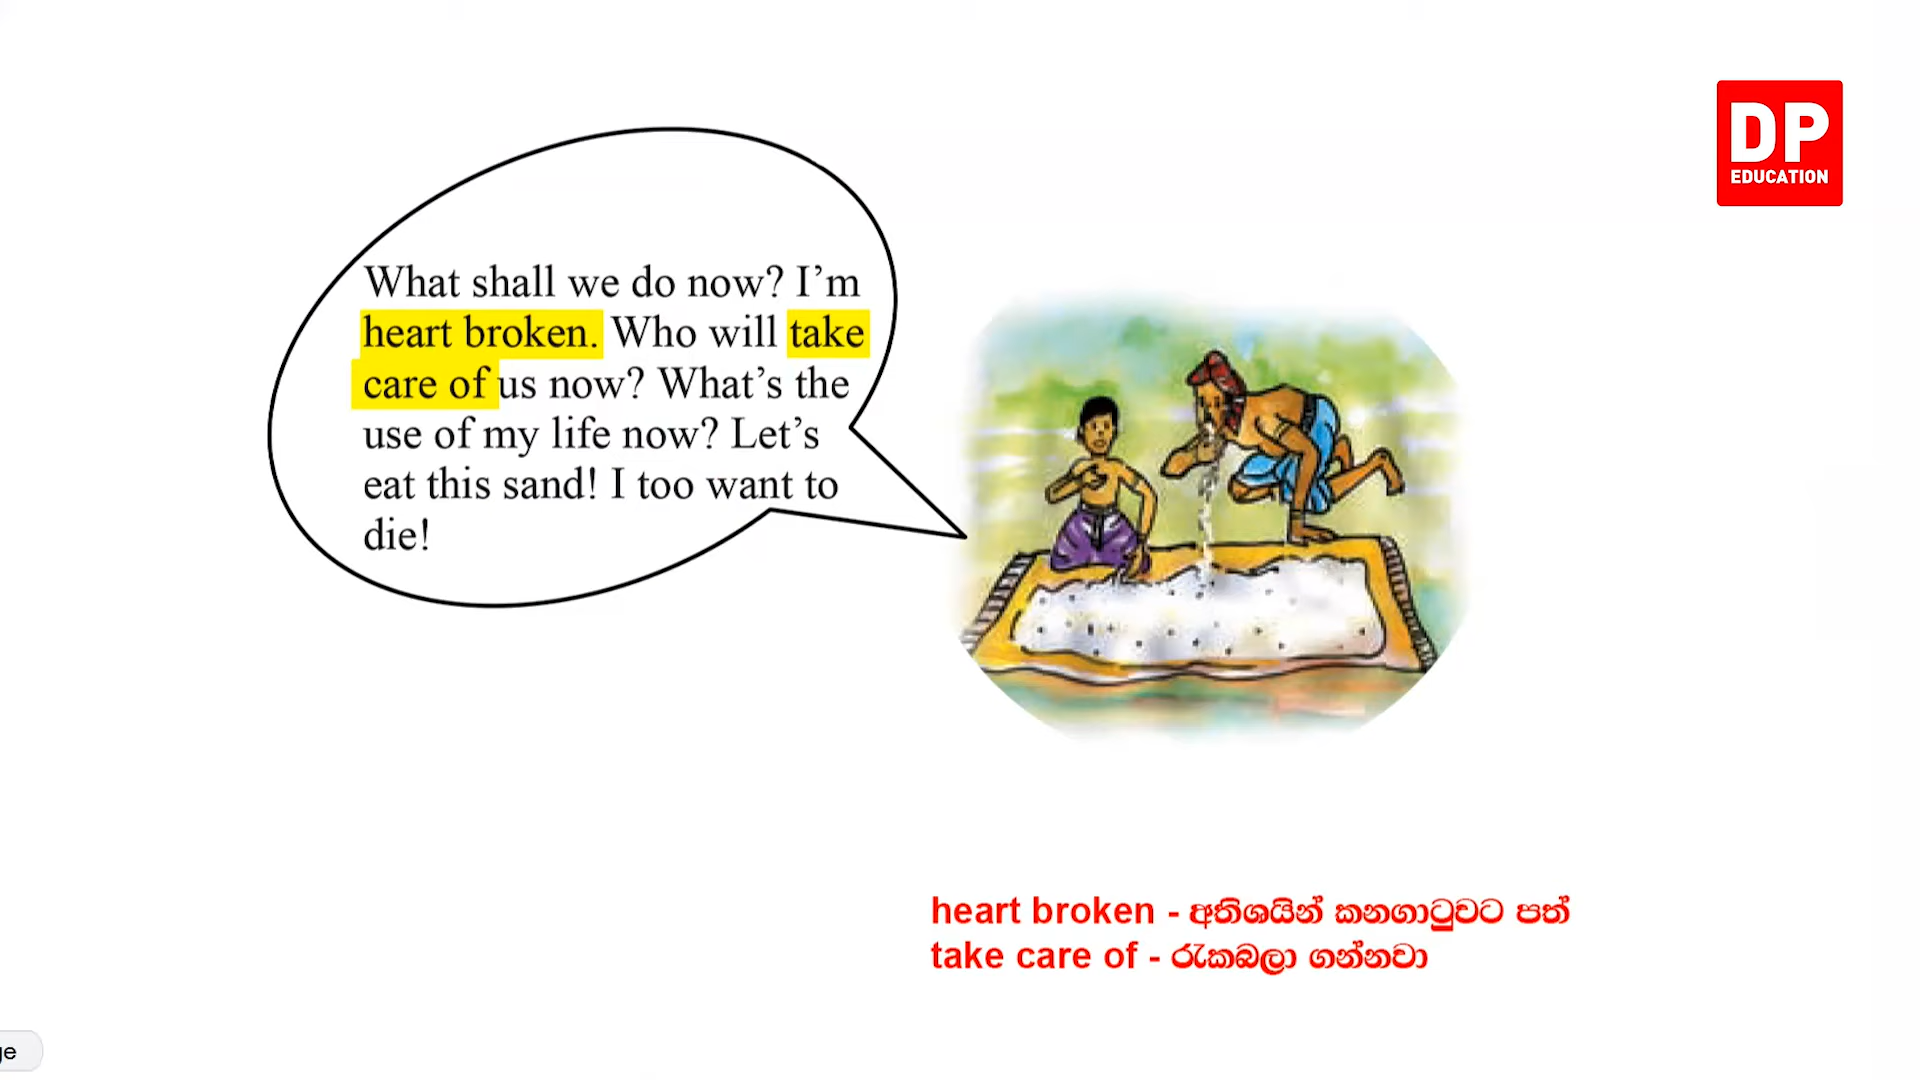 DP
EDUCATION
What shall we do now? I’m
heart broken. Who will take
care of us now? What’s the
use of my life now? Let’s
eat this sand! I too want to
die!
heart broken - අතිශයින් කනගාටුවට පත්
take care of - රැකබලා ගන්නවා
ge